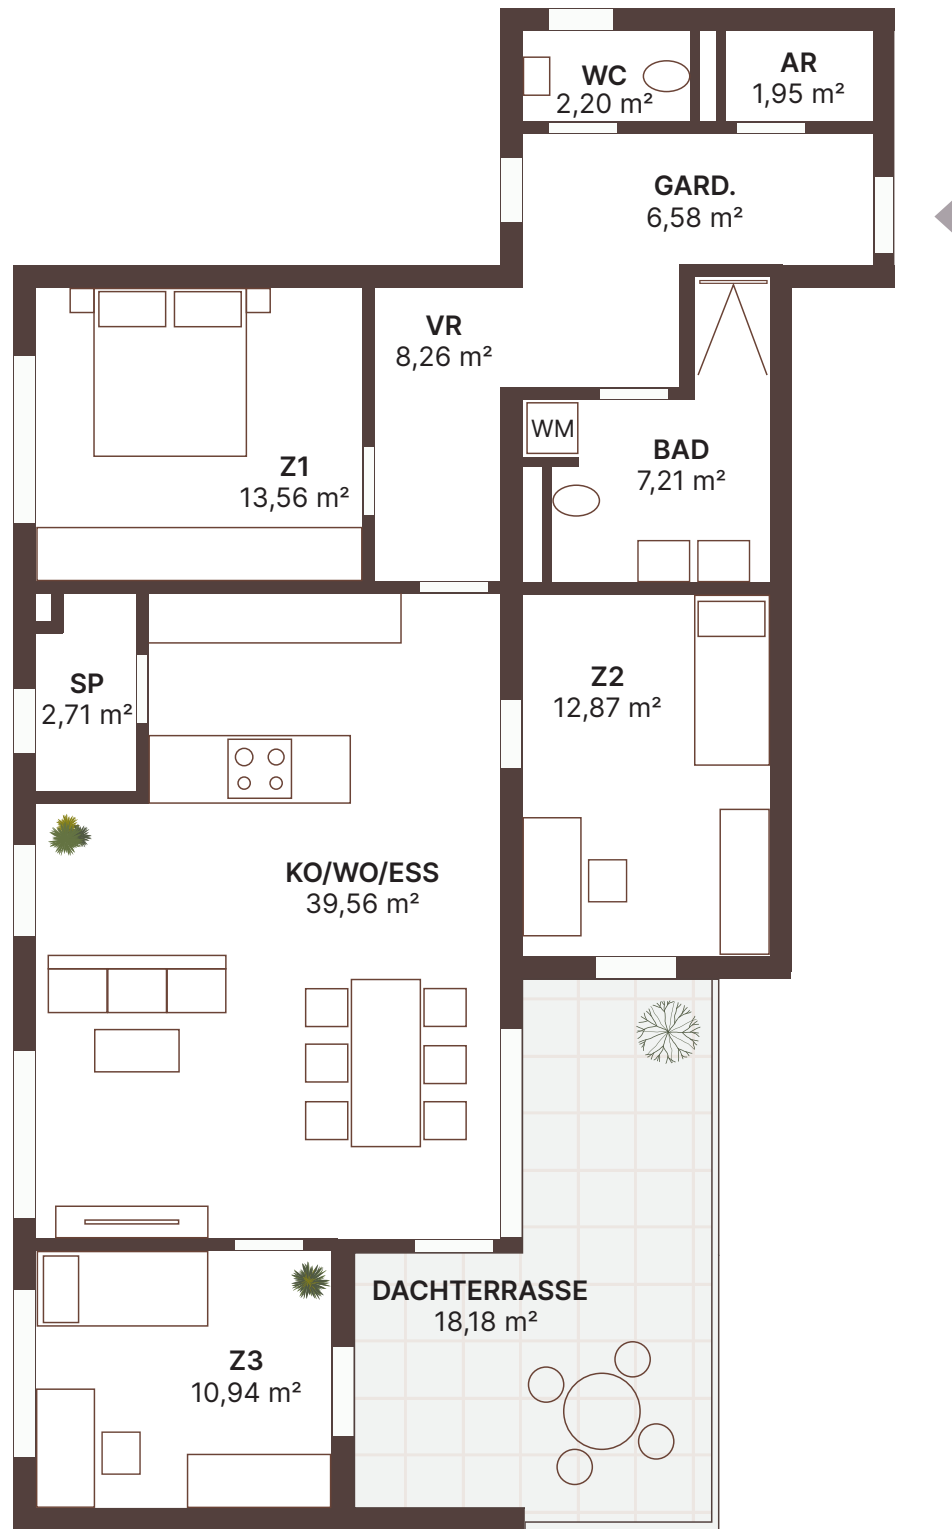 WC
2,20 m²
AR
1,95 m²
GARD.
6,58 m²
VR
8,26 m²
WM
BAD
7,21 m²
Z1
13,56 m²
SP
2,71 m²
Z2
12,87 m²
KO/WO/ESS
39,56 m²
DACHTERRASSE
18,18 m²
Z3
10,94 m²